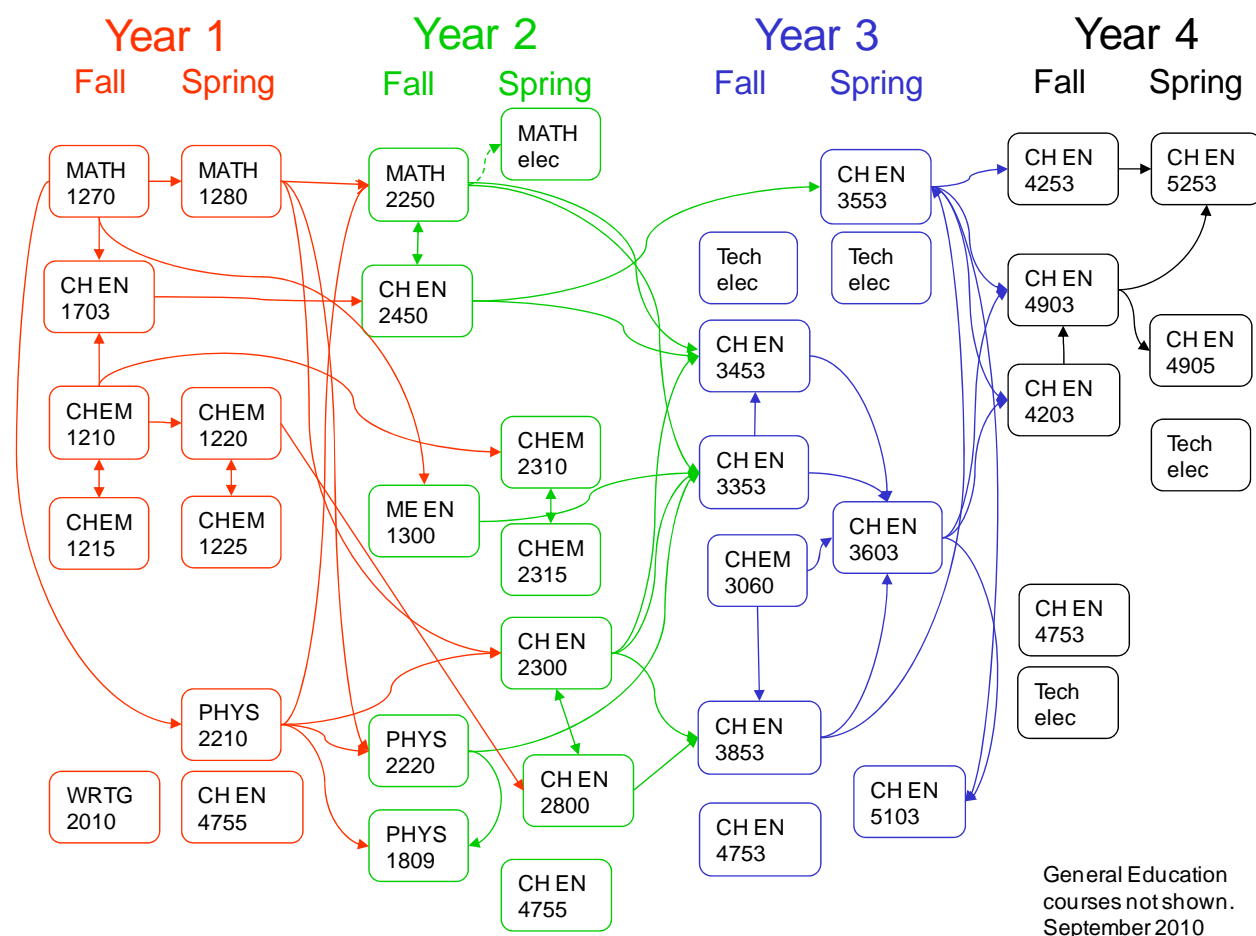 Year 1
Year 2
Year 3
Year 4
Fall
Spring
Fall
Spring
Fall
Spring
Fall
Spring
MATH
1270
CH EN
1703
CHEM
1210
CHEM
1215
WRTG
2010
MATH
1280
CHEM
1220
CHEM
1225
PHYS
2210
CH EN
4755
MATH
2250
CH EN
2450
ME EN
1300
PHYS
2220
PHYS
1809
MATH
elec
CHEM
2310
CHEM
2315
CH EN
2300
CH EN
2800
CH EN
4755
Tech
elec
CH EN
3453
CH EN
3353
CHEM
3060
CH EN
3853
CH EN
4753
CH EN
3553
Tech
elec
CH EN
3603
CH EN
5103
CH EN
4253
CH EN
4903
CH EN
4203
CH EN
4753
Tech
elec
CH EN
5253
CH EN
4905
Tech
elec
General Education
courses not shown.
September 2010